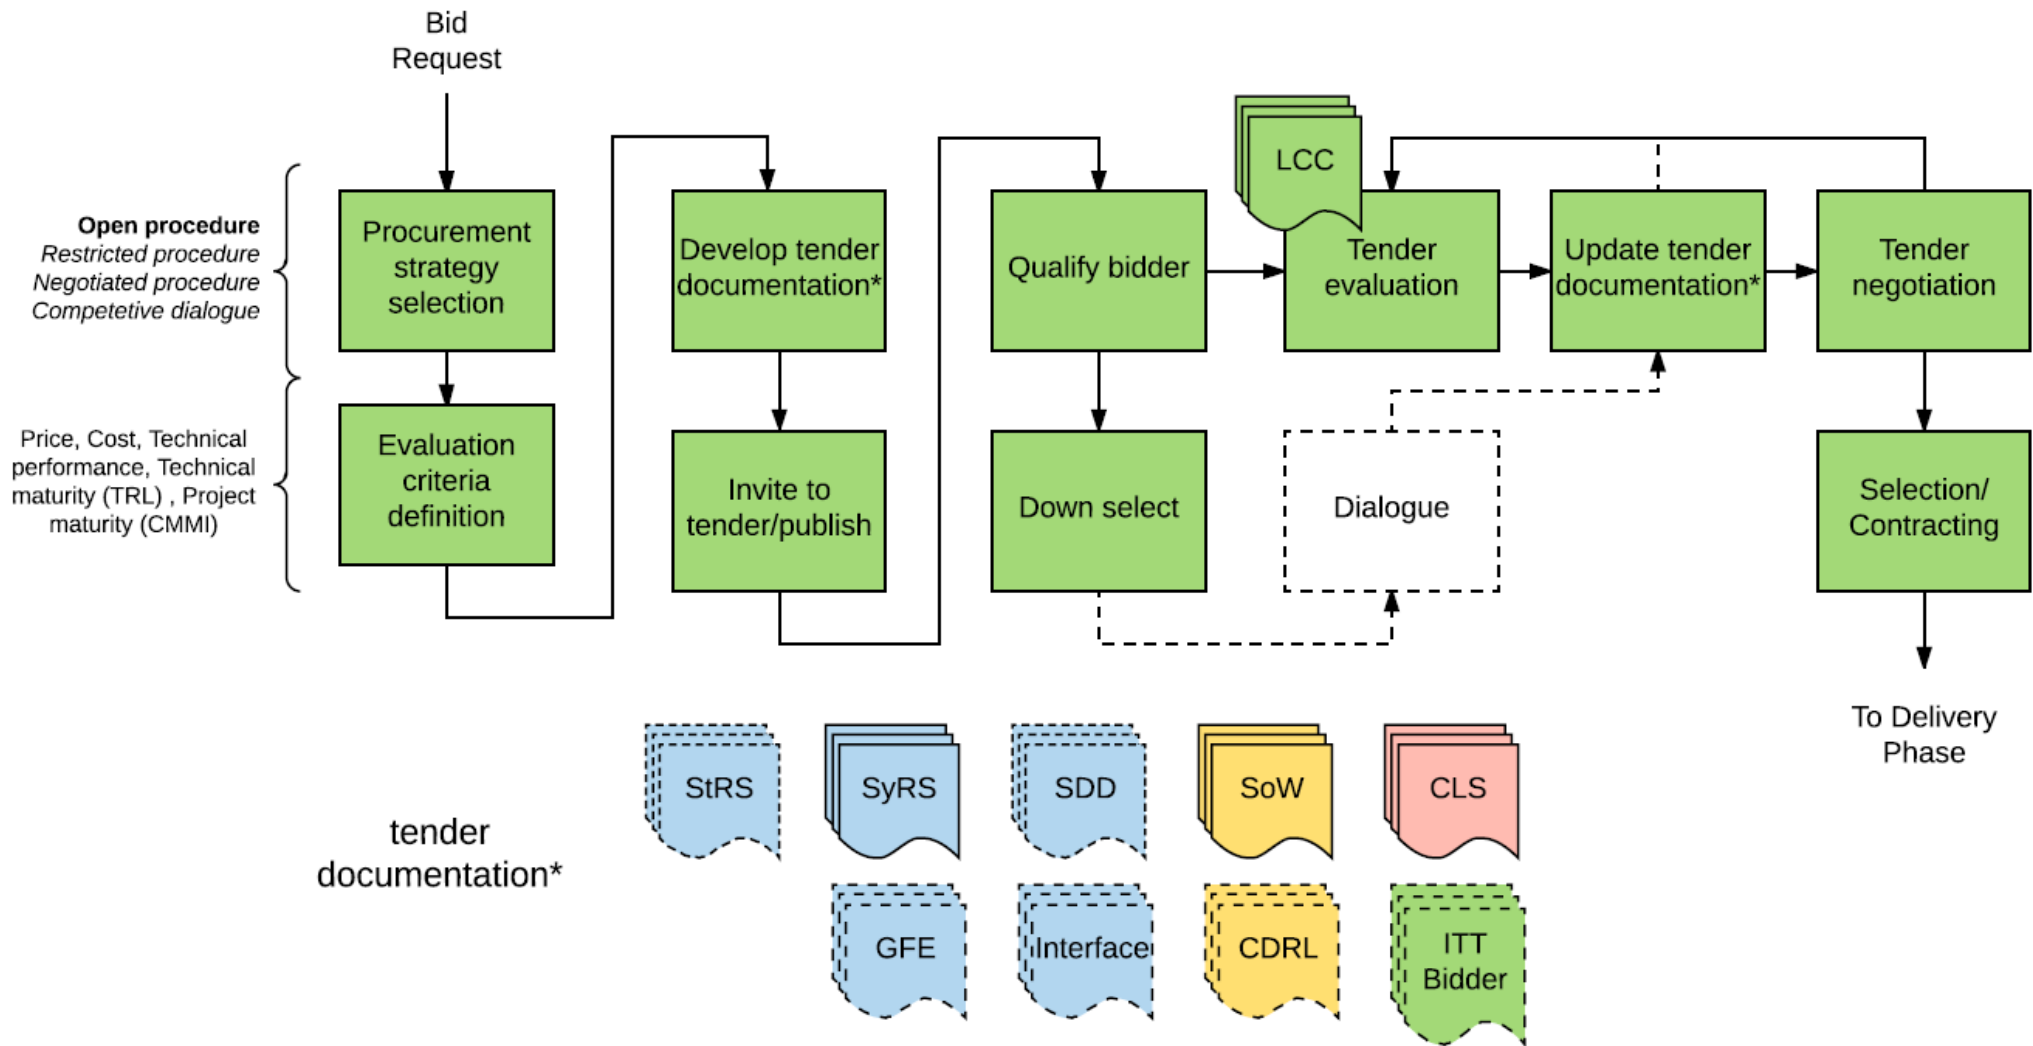 Bid
Request
Open procedure
Restricted procedure
Negotiated procedure
Competetive dialogue
Procurement
strategy
selection
Develop tender
documentation*
Qualify bidder
LCC
Tender
evaluation
Update tender
documentation*
Tender
negotiation
Price, Cost, Technical
performance, Technical
maturity (TRL) , Project
maturity (CMMI)
Evaluation
criteria
definition
Invite to
tender/publish
Down select
Dialogue
Selection/
Contracting
To Delivery
Phase
tender
documentation*
StRS
SyRS
SDD
SoW
CLS
GFE
Interface
CDRL
ITT
Bidder